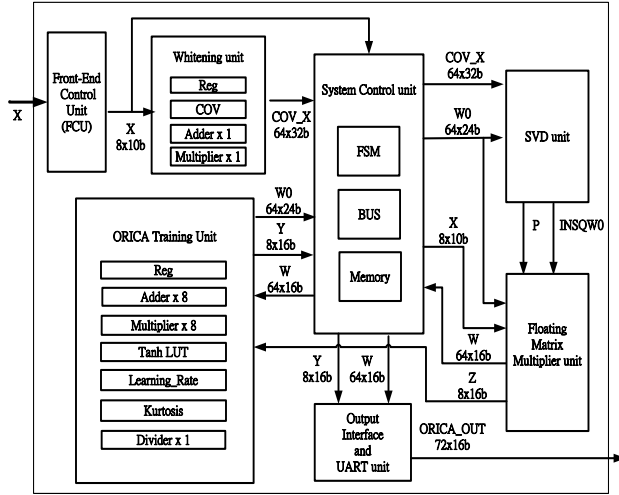 X
Front-End
Control
Unit
(FCU)
X
8x10b
Whitening unit
Reg
COV
Adder x 1
Multiplier x 1
COV_X
64x32b
System Control unit
FSM
BUS
Memory
COV_X
64x32b
W0
64x24b
SVD unit
P
INSQW0
X
8x10b
W
64x16b
Z
8x16b
Floating
Matrix
Multiplier unit
ORICA Training Unit
Reg
Adder x 8
Multiplier x 8
Tanh LUT
Learning_Rate
Kurtosis
Divider x 1
W0
64x24b
Y
8x16b
W
64x16b
Y
8x16b
W
64x16b
Output
Interface
and
UART unit
ORICA_OUT
72x16b